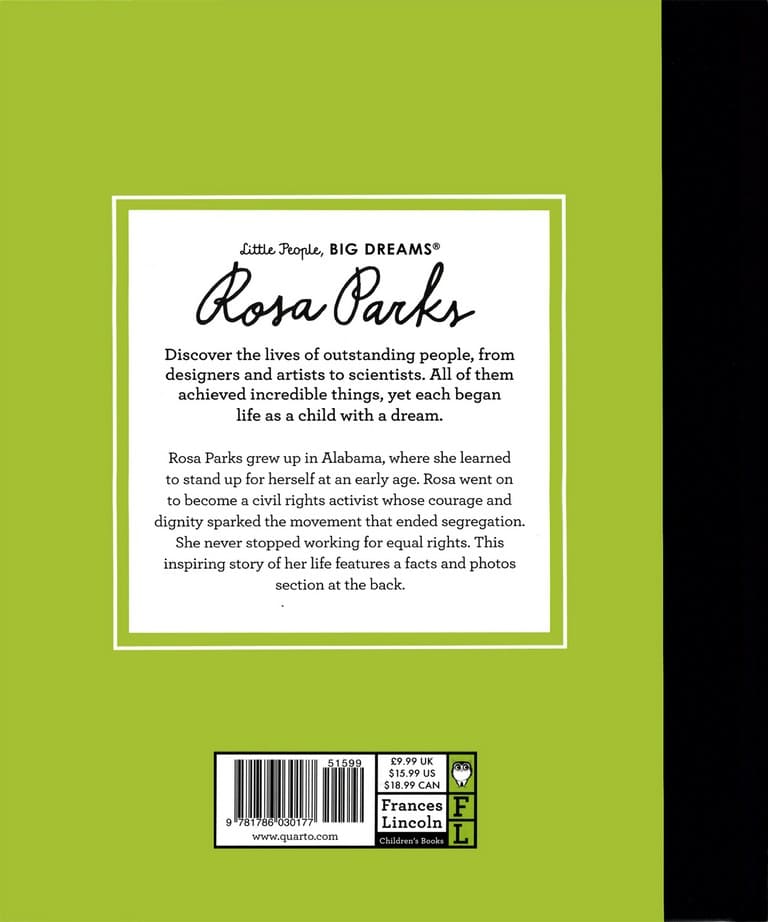 Little People, BIG DREAMS®
Rosa Parks
Discover the lives of outstanding people, from
designers and artists to scientists. All of them
achieved incredible things, yet each began
life as a child with a dream.
Rosa Parks grew up in Alabama, where she learned
to stand up for herself at an early age. Rosa went on
to become a civil rights activist whose courage and
dignity sparked the movement that ended segregation.
She never stopped working for equal rights. This
inspiring story of her life features a facts and photos
section at the back.
51599
9 781786 030177
www.quarto.com
£9.99 UK
$15.99 US
$18.99 CAN
Frances
Lincoln
Children's Books
F
L